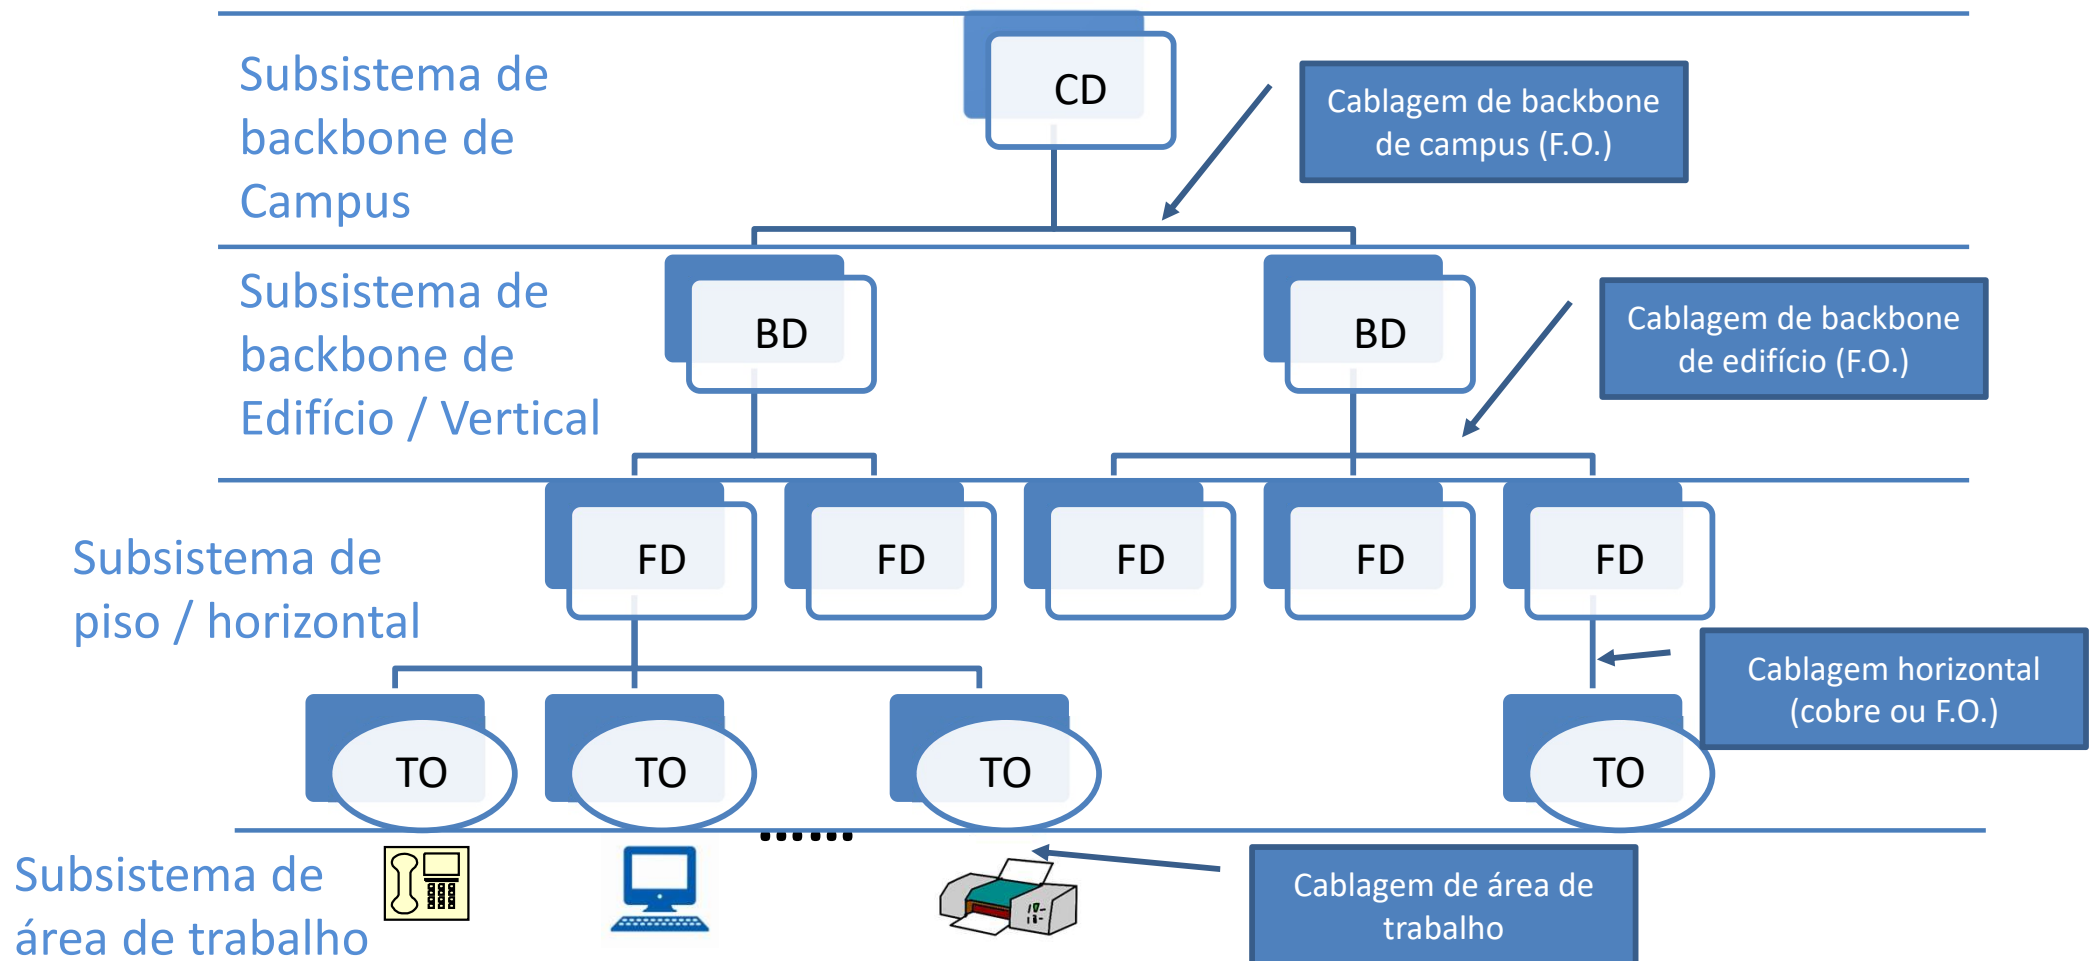 Subsistema de
backbone de
Campus
CD
Cablagem de backbone
de campus (F.O.)
Subsistema de
backbone de
Edifício / Vertical
BD
BD
Cablagem de backbone
de edifício (F.O.)
Subsistema de
piso / horizontal
FD
FD
FD
FD
FD
Cablagem horizontal
(cobre ou F.O.)
TO
TO
TO
TO
......
Subsistema de
área de trabalho
Cablagem de área de
trabalho